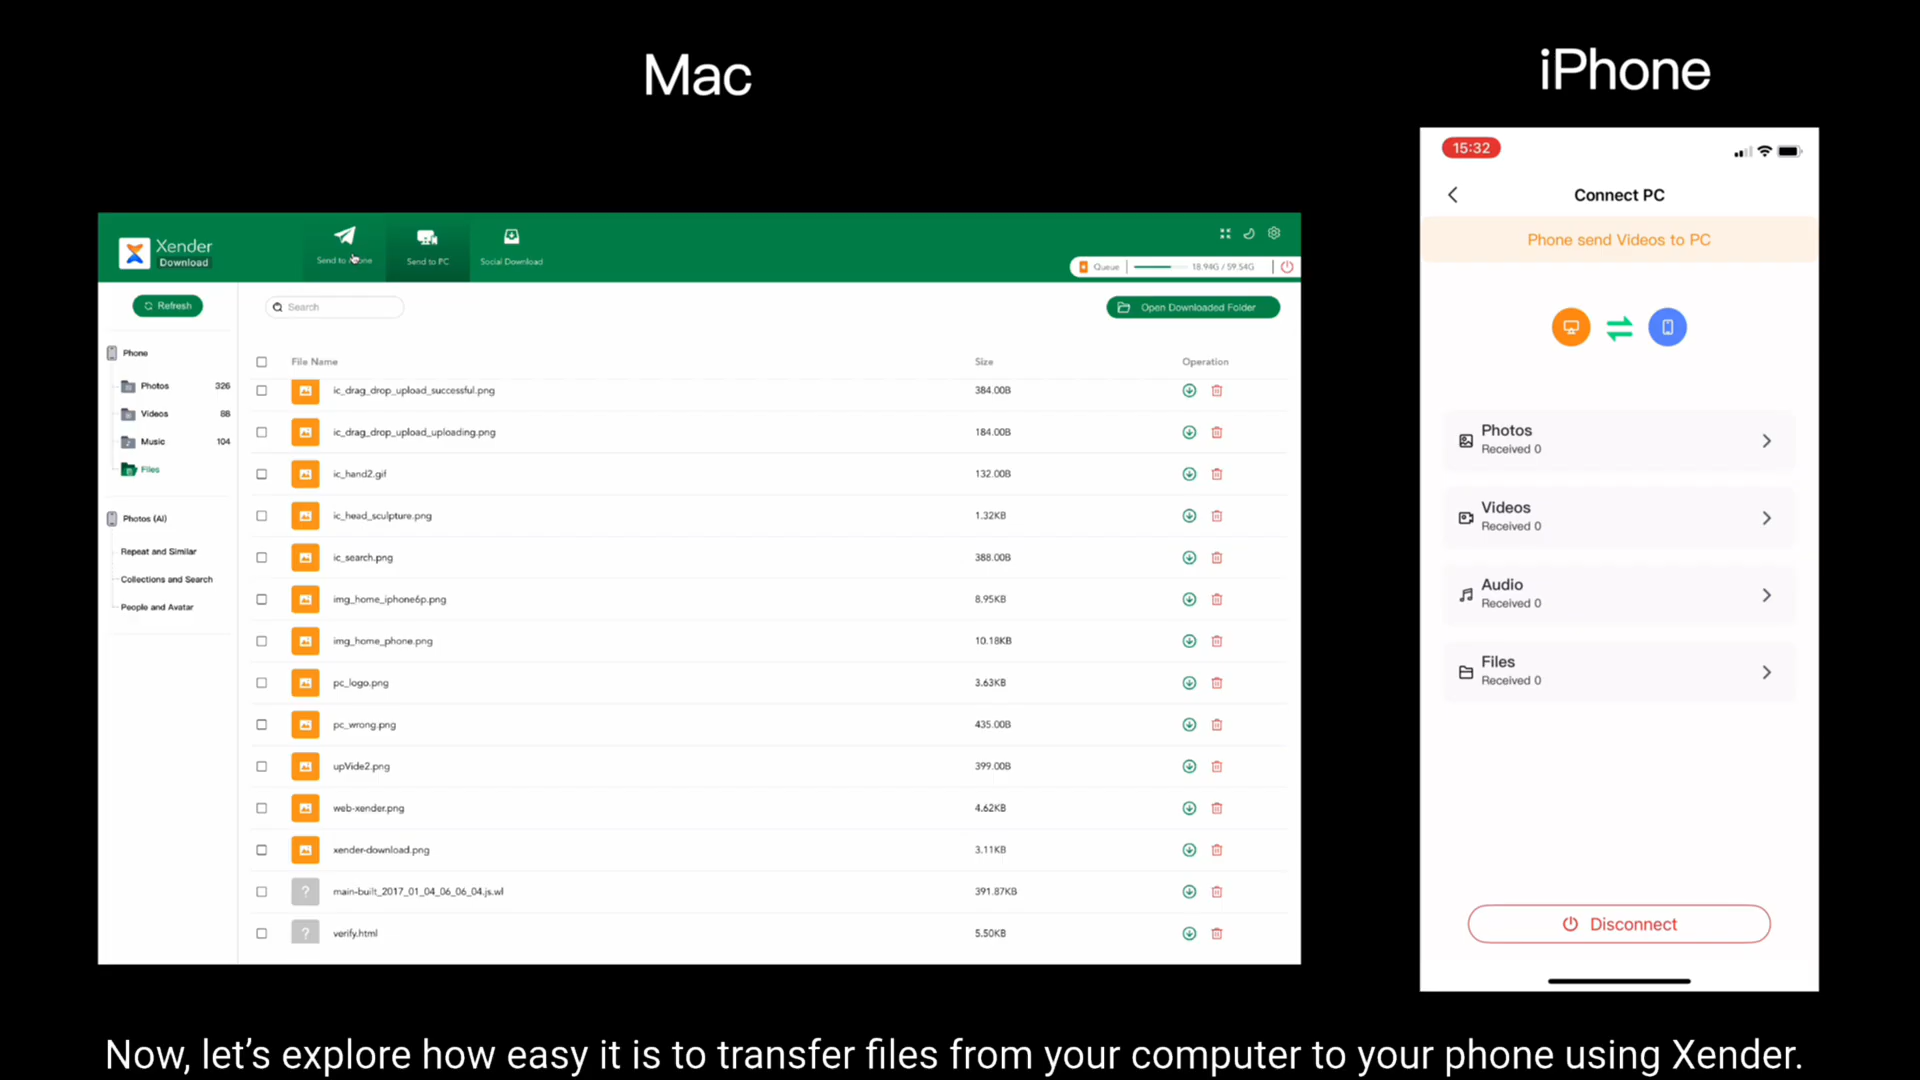 Mac
iPhone
Xender
Download
Send to
Send to PC
Social Download
Queue
18.94G / 59.54G
Refresh
Search
Open Downloaded Folder
Phone
Photos 326
Videos 88
Music 104
Files
Photos (AI)
Repeat and Similar
Collections and Search
People and Avatar
File Name Size Operation
ic_drag_drop_upload_successful.png 384.00B
ic_drag_drop_upload_uploading.png 184.00B
ic_hand2.gif 132.00B
ic_head_sculpture.png 1.32KB
ic_search.png 388.00B
img_home_iphone6p.png 8.95KB
img_home_phone.png 10.18KB
pc_logo.png 3.63KB
pc_wrong.png 435.00B
upVide2.png 399.00B
web-xender.png 4.62KB
xender-download.png 3.11KB
? main-built_2017_01_04_06_06_04.js.wl 391.87KB
? verify.html 5.50KB
15:32
Connect PC
Phone send Videos to PC
Photos
Received 0
Videos
Received 0
Audio
Received 0
Files
Received 0
Disconnect
Now, let’s explore how easy it is to transfer files from your computer to your phone using Xender.